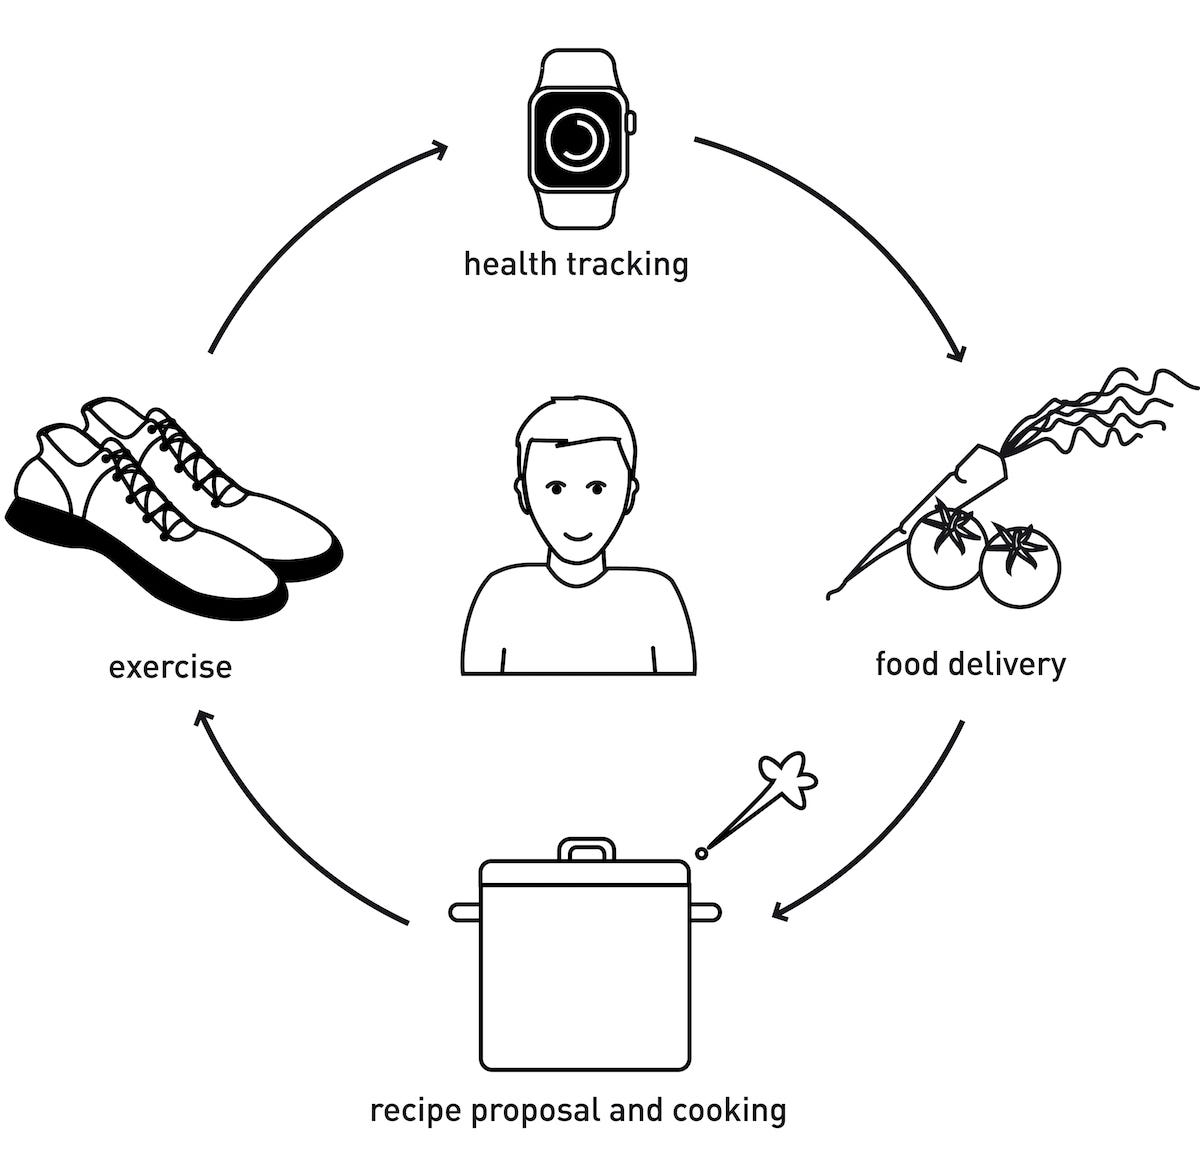 health tracking
exercise
food delivery
recipe proposal and cooking